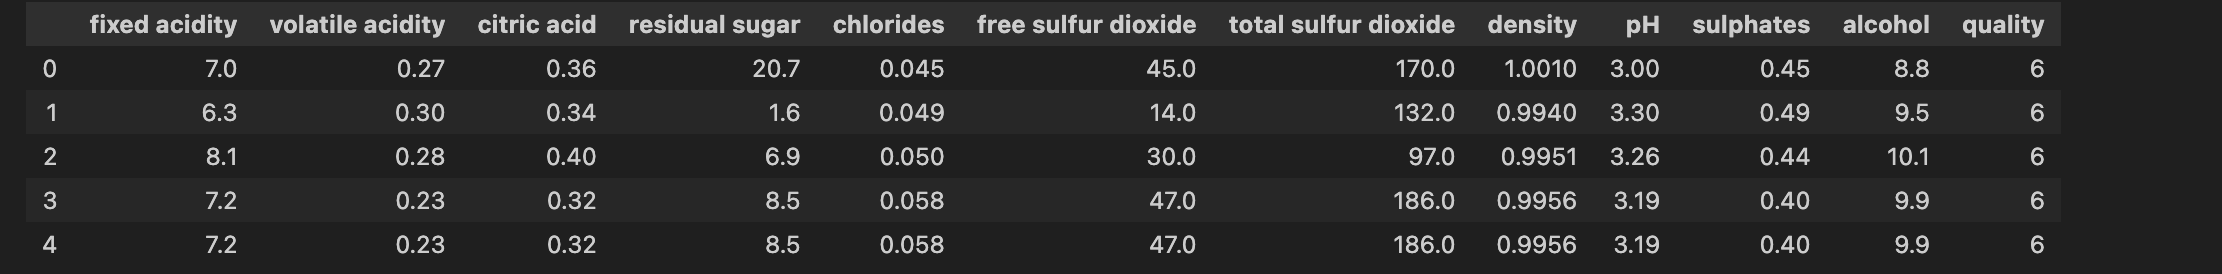 fixed acidity volatile acidity citric acid residual sugar chlorides free sulfur dioxide total sulfur dioxide density pH sulphates alcohol quality
0 7.0 0.27 0.36 20.7 0.045 45.0 170.0 1.0010 3.00 0.45 8.8 6
1 6.3 0.30 0.34 1.6 0.049 14.0 132.0 0.9940 3.30 0.49 9.5 6
2 8.1 0.28 0.40 6.9 0.050 30.0 97.0 0.9951 3.26 0.44 10.1 6
3 7.2 0.23 0.32 8.5 0.058 47.0 186.0 0.9956 3.19 0.40 9.9 6
4 7.2 0.23 0.32 8.5 0.058 47.0 186.0 0.9956 3.19 0.40 9.9 6